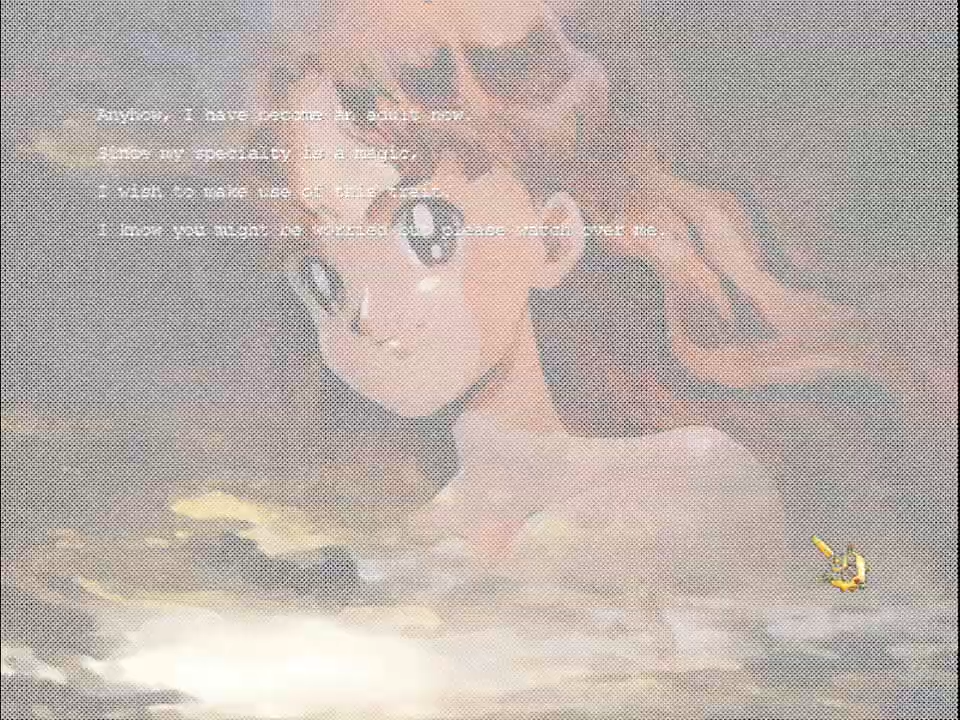 Anyhow, I have become an adult now.
Since my specialty is a magic,
I wish to make use of this trait.
I know you might be worried but please watch over me.